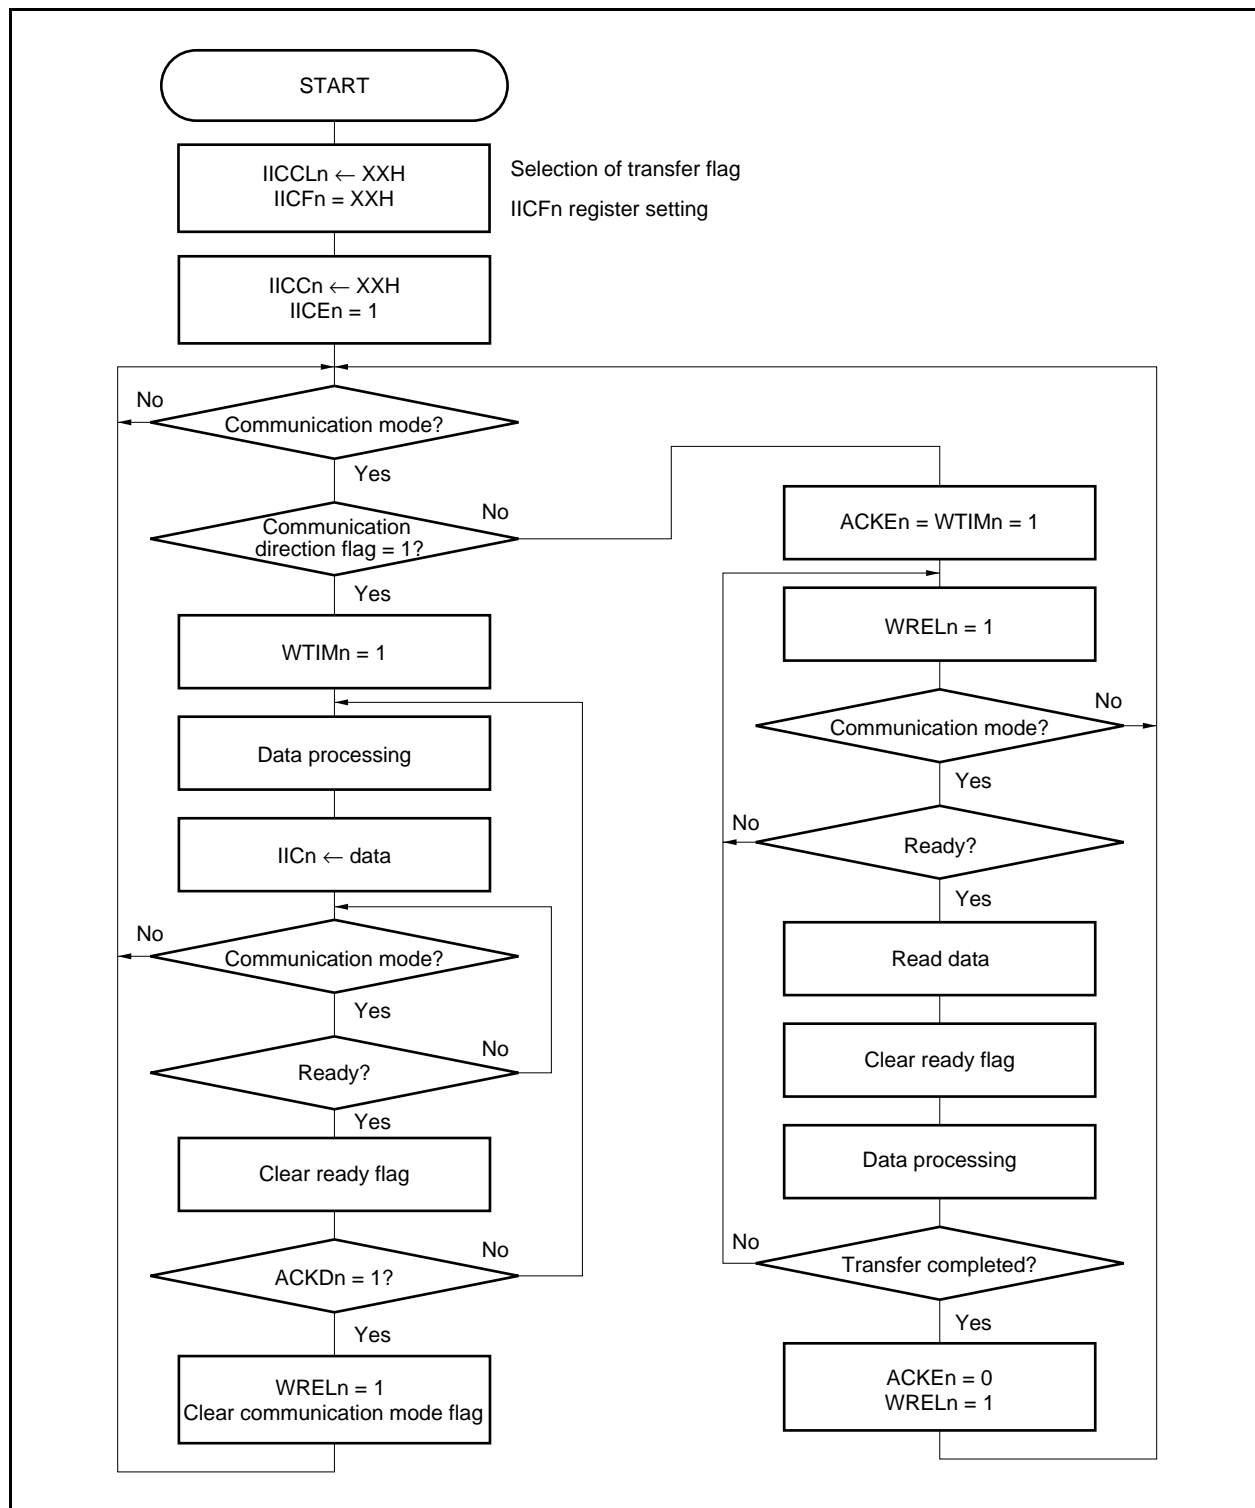 START
IICCLn ← XXH
IICFn = XXH
Selection of transfer flag
IICFn register setting
IICCn ← XXH
IICEn = 1
No
Communication mode?
Yes
Communication
direction flag = 1?
No
Yes
WTIMn = 1
Data processing
IICn ← data
No
Communication mode?
Yes
Ready?
No
Yes
Clear ready flag
ACKDn = 1?
No
Yes
WRELn = 1
Clear communication mode flag
ACKEn = WTIMn = 1
WRELn = 1
Communication mode?
No
Yes
No
Ready?
Yes
Read data
Clear ready flag
Data processing
No
Transfer completed?
Yes
ACKEn = 0
WRELn = 1